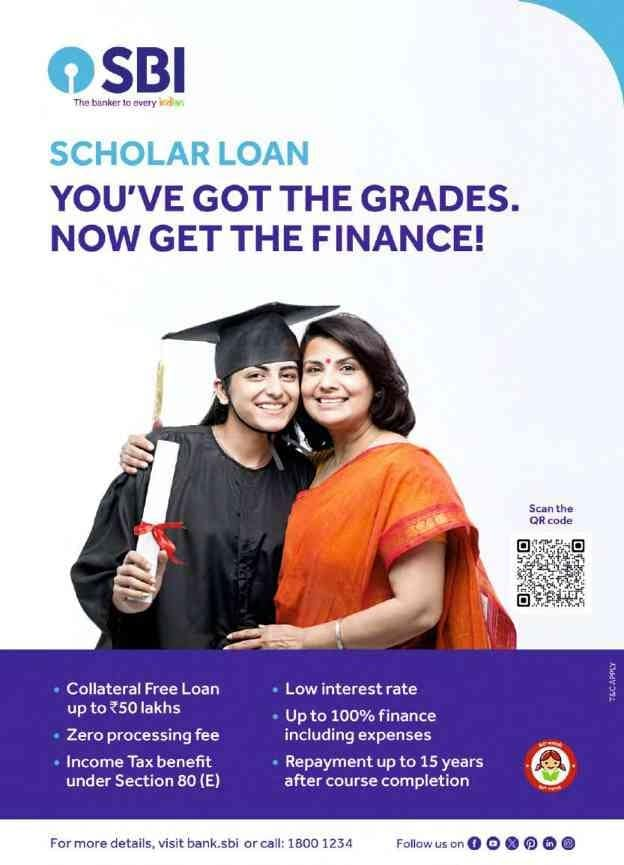 SBI
The banker to every Indian
SCHOLAR LOAN
YOU'VE GOT THE GRADES.
NOW GET THE FINANCE!
Scan the
QR code
• Collateral Free Loan
up to ₹50 lakhs
• Zero processing fee
• Income Tax benefit
under Section 80 (E)
• Low interest rate
• Up to 100% finance
including expenses
• Repayment up to 15 years
after course completion
T&C APPLY
For more details, visit bank.sbi or call: 1800 1234
Follow us on